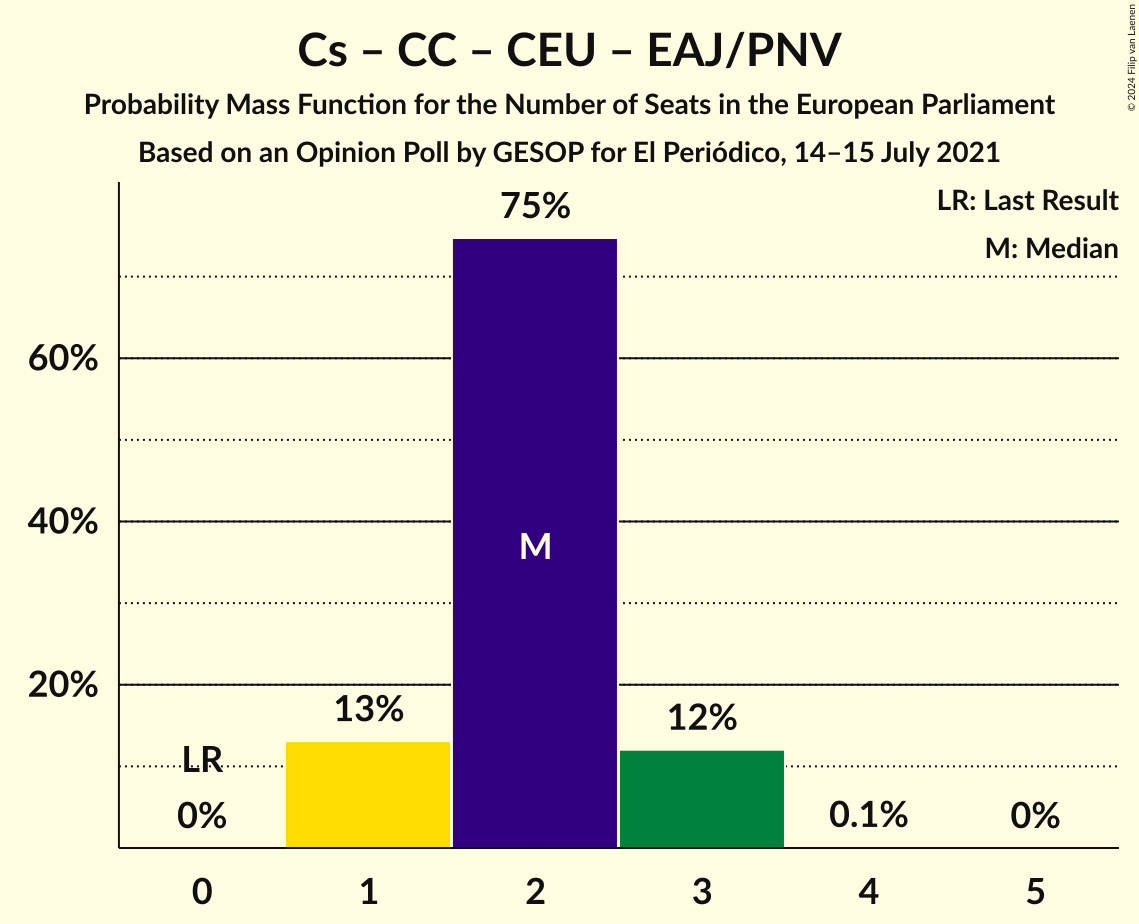 Cs – CC – CEU – EAJ/PNV
Probability Mass Function for the Number of Seats in the European Parliament
Based on an Opinion Poll by GESOP for El Periódico, 14–15 July 2021
© 2024 Filip van Laenen
LR: Last Result
M: Median
75%
60%
40%
M
20%
13%
12%
LR
0%
0.1%
0%
0 1 2 3 4 5